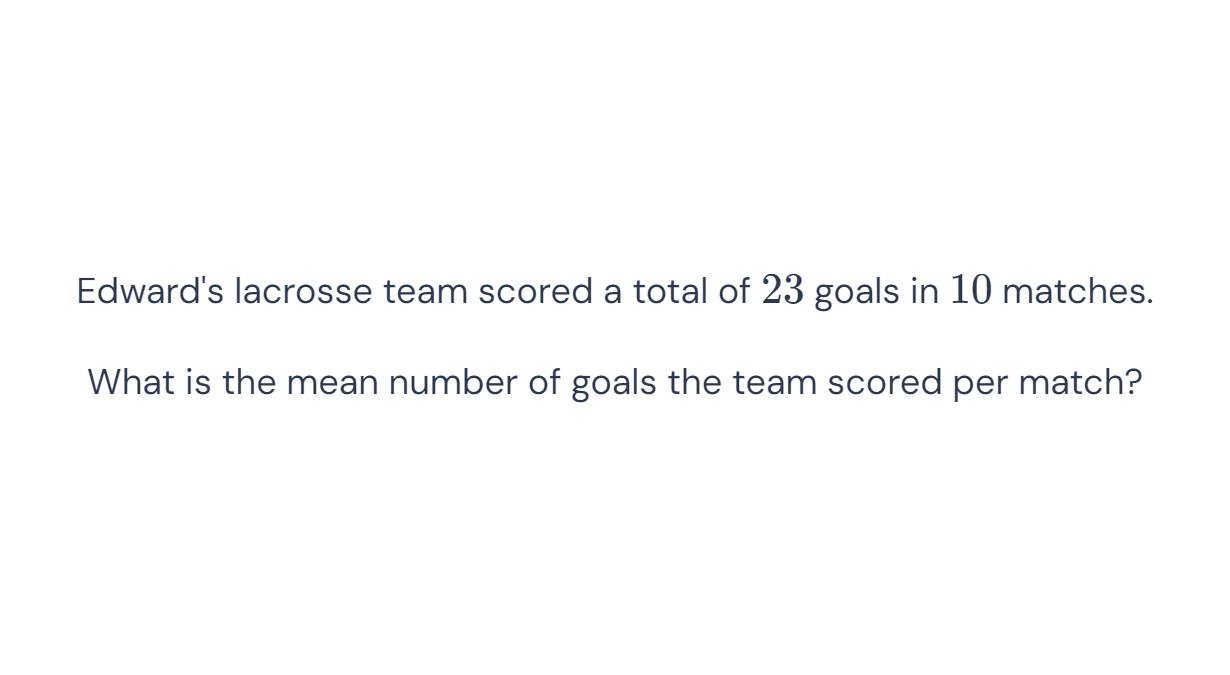 Edward's lacrosse team scored a total of 23 goals in 10 matches.
What is the mean number of goals the team scored per match?